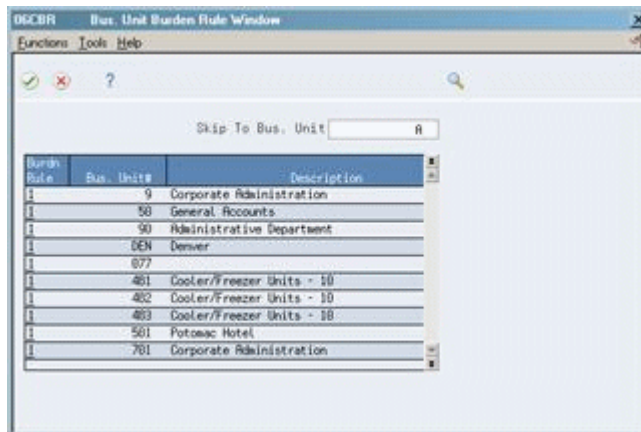 06CBR Bus. Unit Burden Rule Window
Functions Tools Help
?
Skip To Bus. Unit A
Burdn
Rule Bus. Unit# Description
1 9 Corporate Administration
1 50 General Accounts
1 90 Administrative Department
1 DEN Denver
1 077
1 481 Cooler/Freezer Units - 10
1 482 Cooler/Freezer Units - 10
1 483 Cooler/Freezer Units - 10
1 501 Potomac Hotel
1 701 Corporate Administration